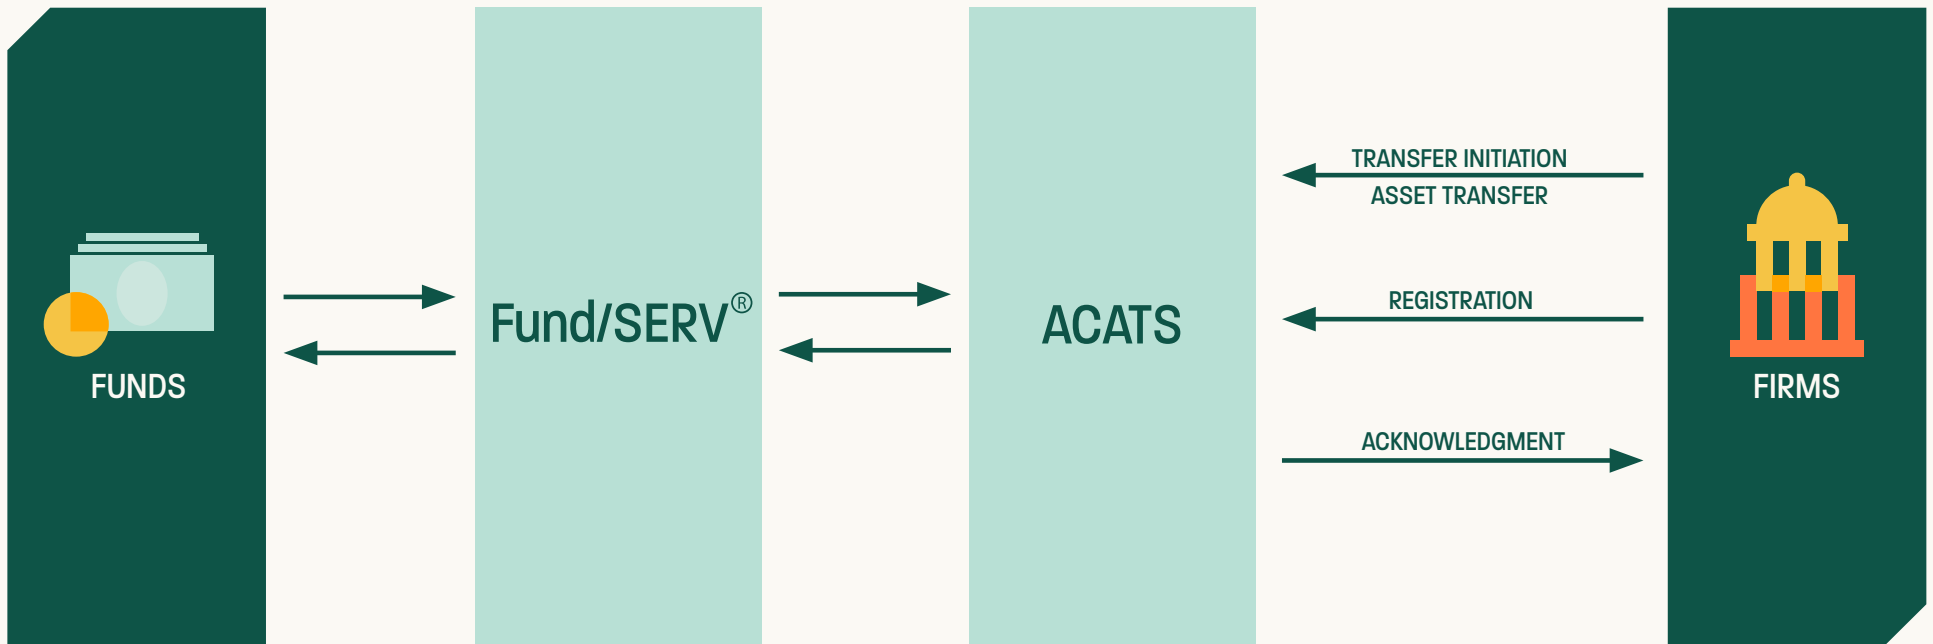 FUNDS
Fund/SERV®
ACATS
TRANSFER INITIATION
ASSET TRANSFER
REGISTRATION
ACKNOWLEDGMENT
FIRMS